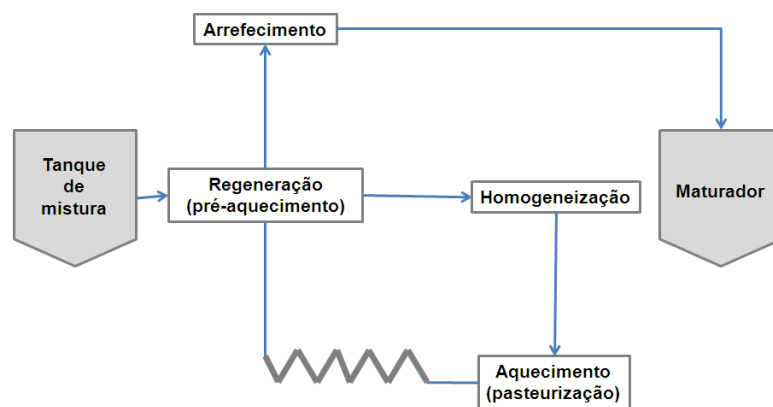 Arrefecimento
Tanque
de
mistura
Regeneração
(pré-aquecimento)
Homogeneização
Maturador
Aquecimento
(pasteurização)